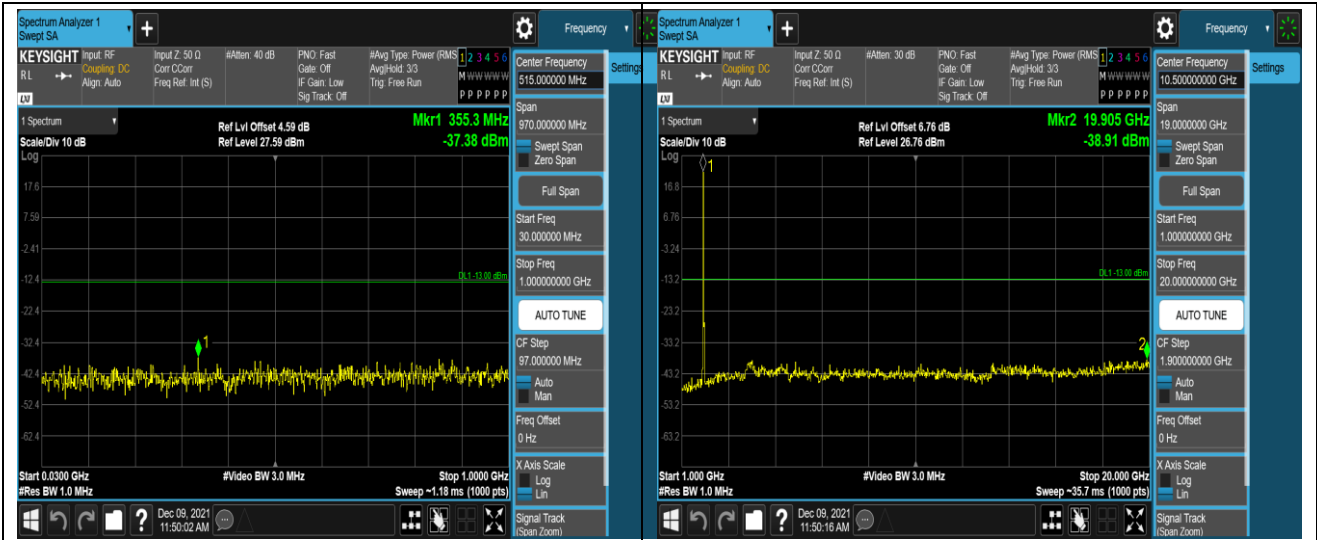 Spectrum Analyzer 1
Swept SA
Frequency
KEYSIGHT
Input: RF
Input Z: 50 Ω
#Atten: 40 dB
PNO: Fast
#Avg Type: Power (RMS
1 2 3 4 5 6
RL
Coupling: DC
Corr CCorr
Gate: Off
Avg|Hold: 3/3
M W W W W W
Align: Auto
Freq Ref: Int (S)
IF Gain: Low
Trig: Free Run
Sig Track: Off
P P P P P P
LXI
1 Spectrum
Ref Lvl Offset 4.59 dB
Mkr1 355.3 MHz
Scale/Div 10 dB
Ref Level 27.59 dBm
-37.38 dBm
Log
17.6
7.59
-2.41
-12.4
DL1 -13.00 dBm
-22.4
-32.4
1
-42.4
-52.4
-62.4
Start 0.0300 GHz
#Video BW 3.0 MHz
Stop 1.0000 GHz
#Res BW 1.0 MHz
Sweep ~1.18 ms (1000 pts)
Center Frequency
515.000000 MHz
Settings
Span
970.000000 MHz
Swept Span
Zero Span
Full Span
Start Freq
30.000000 MHz
Stop Freq
1.000000000 GHz
AUTO TUNE
CF Step
97.000000 MHz
Auto
Man
Freq Offset
0 Hz
X Axis Scale
Log
Lin
Signal Track
(Span Zoom)
?
Dec 09, 2021
11:50:02 AM
Spectrum Analyzer 1
Swept SA
Frequency
KEYSIGHT
Input: RF
Input Z: 50 Ω
#Atten: 30 dB
PNO: Fast
#Avg Type: Power (RMS
1 2 3 4 5 6
RL
Coupling: DC
Corr CCorr
Gate: Off
Avg|Hold: 3/3
M W W W W W
Align: Auto
Freq Ref: Int (S)
IF Gain: Low
Trig: Free Run
Sig Track: Off
P P P P P P
LXI
1 Spectrum
Ref Lvl Offset 6.76 dB
Mkr2 19.905 GHz
Scale/Div 10 dB
Ref Level 26.76 dBm
-38.91 dBm
Log
1
16.8
6.76
-3.24
-13.2
DL1 -13.00 dBm
-23.2
-33.2
2
-43.2
-53.2
-63.2
Start 1.000 GHz
#Video BW 3.0 MHz
Stop 20.000 GHz
#Res BW 1.0 MHz
Sweep ~35.7 ms (1000 pts)
Center Frequency
10.500000000 GHz
Settings
Span
19.0000000 GHz
Swept Span
Zero Span
Full Span
Start Freq
1.000000000 GHz
Stop Freq
20.000000000 GHz
AUTO TUNE
CF Step
1.900000000 GHz
Auto
Man
Freq Offset
0 Hz
X Axis Scale
Log
Lin
Signal Track
(Span Zoom)
?
Dec 09, 2021
11:50:16 AM